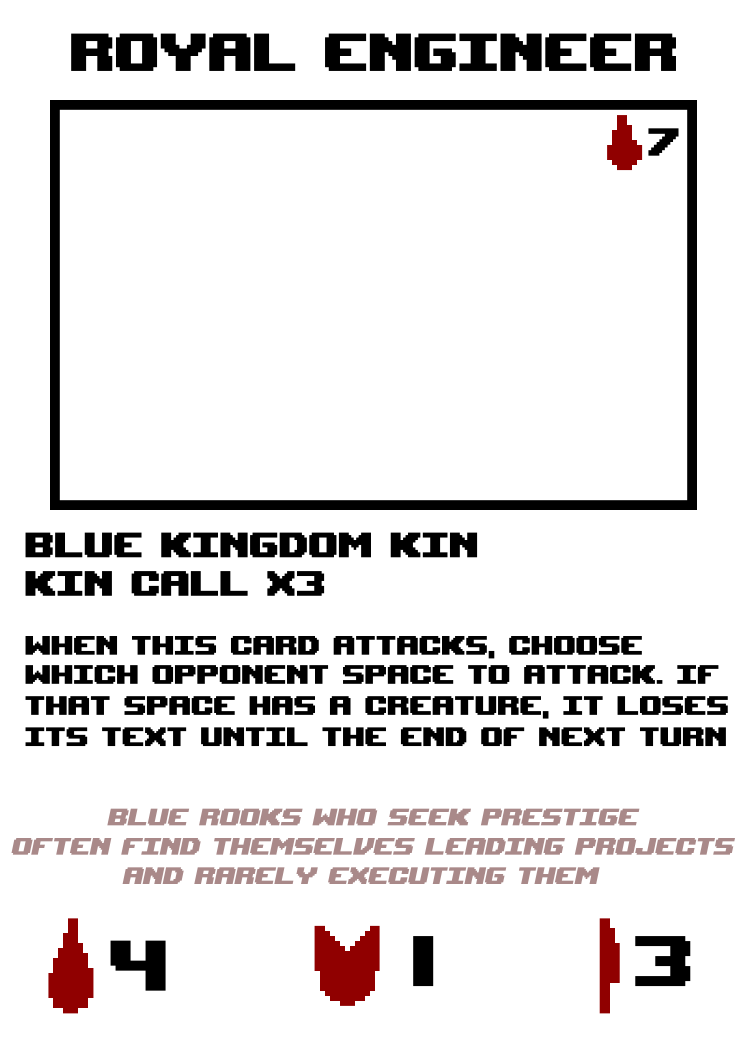 ROYAL ENGINEER
7
BLUE KINGDOM KIN
KIN CALL X3
WHEN THIS CARD ATTACKS, CHOOSE
WHICH OPPONENT SPACE TO ATTACK. IF
THAT SPACE HAS A CREATURE, IT LOSES
ITS TEXT UNTIL THE END OF NEXT TURN
BLUE ROOKS WHO SEEK PRESTIGE
OFTEN FIND THEMSELVES LEADING PROJECTS
AND RARELY EXECUTING THEM
4 1 3